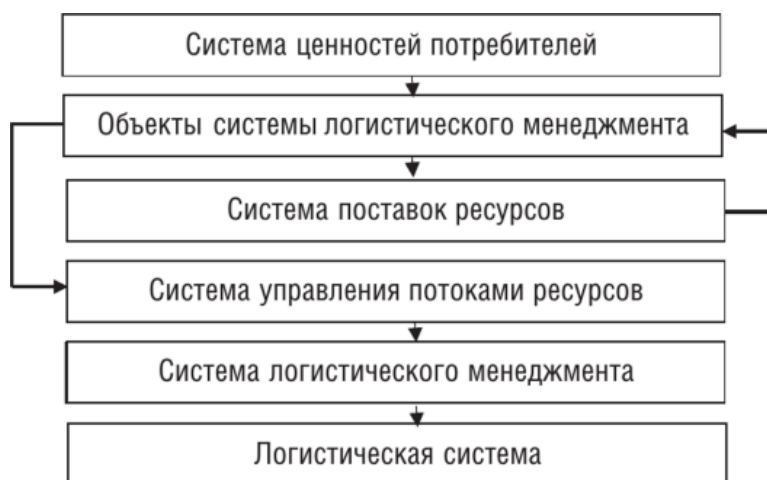 Система ценностей потребителей
Объекты системы логистического менеджмента
Система поставок ресурсов
Система управления потоками ресурсов
Система логистического менеджмента
Логистическая система